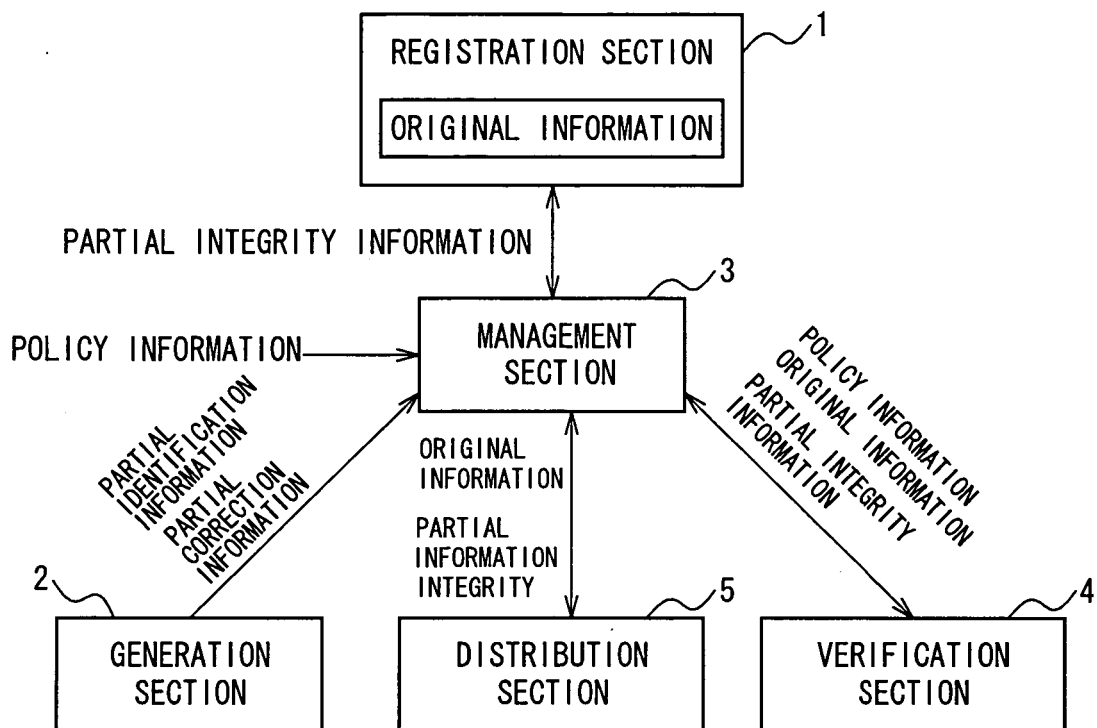 1
REGISTRATION SECTION
ORIGINAL INFORMATION
PARTIAL INTEGRITY INFORMATION
3
MANAGEMENT
SECTION
POLICY INFORMATION
PARTIAL
IDENTIFICATION
INFORMATION
PARTIAL
CORRECTION
INFORMATION
ORIGINAL
INFORMATION
PARTIAL
INFORMATION
INTEGRITY
POLICY INFORMATION
ORIGINAL INFORMATION
PARTIAL INTEGRITY
INFORMATION
2
GENERATION
SECTION
5
DISTRIBUTION
SECTION
4
VERIFICATION
SECTION